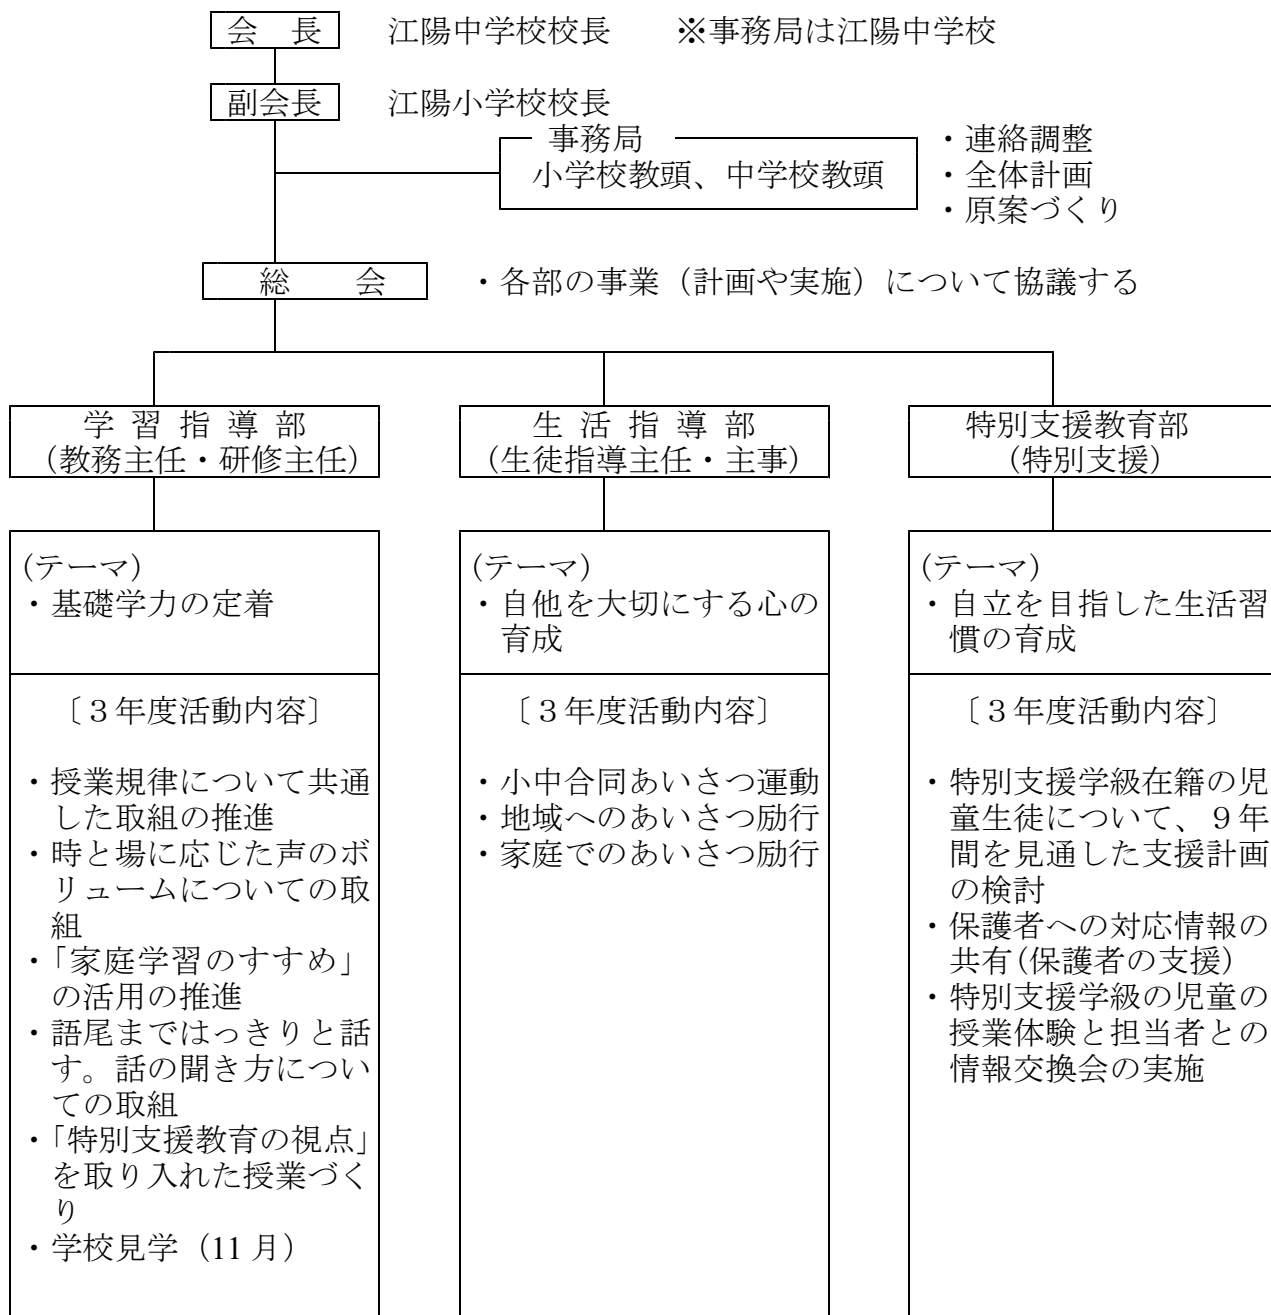 会　長　江陽中学校校長　※事務局は江陽中学校
副会長　江陽小学校校長
事務局
小学校教頭、中学校教頭
・連絡調整
・全体計画
・原案づくり
総　　会　・各部の事業（計画や実施）について協議する
学 習 指 導 部
(教務主任・研修主任)
生 活 指 導 部
(生徒指導主任・主事)
特別支援教育部
(特別支援)
(テーマ)
・基礎学力の定着
(テーマ)
・自他を大切にする心の
育成
(テーマ)
・自立を目指した生活習
慣の育成
〔３年度活動内容〕
・授業規律について共通
した取組の推進
・時と場に応じた声のボ
リュームについての取
組
・「家庭学習のすすめ」
の活用の推進
・語尾まではっきりと話
す。話の聞き方につい
ての取組
・「特別支援教育の視点」
を取り入れた授業づく
り
・学校見学（11 月）
〔３年度活動内容〕
・小中合同あいさつ運動
・地域へのあいさつ励行
・家庭でのあいさつ励行
〔３年度活動内容〕
・特別支援学級在籍の児
童生徒について、９年
間を見通した支援計画
の検討
・保護者への対応情報の
共有(保護者の支援)
・特別支援学級の児童の
授業体験と担当者との
情報交換会の実施